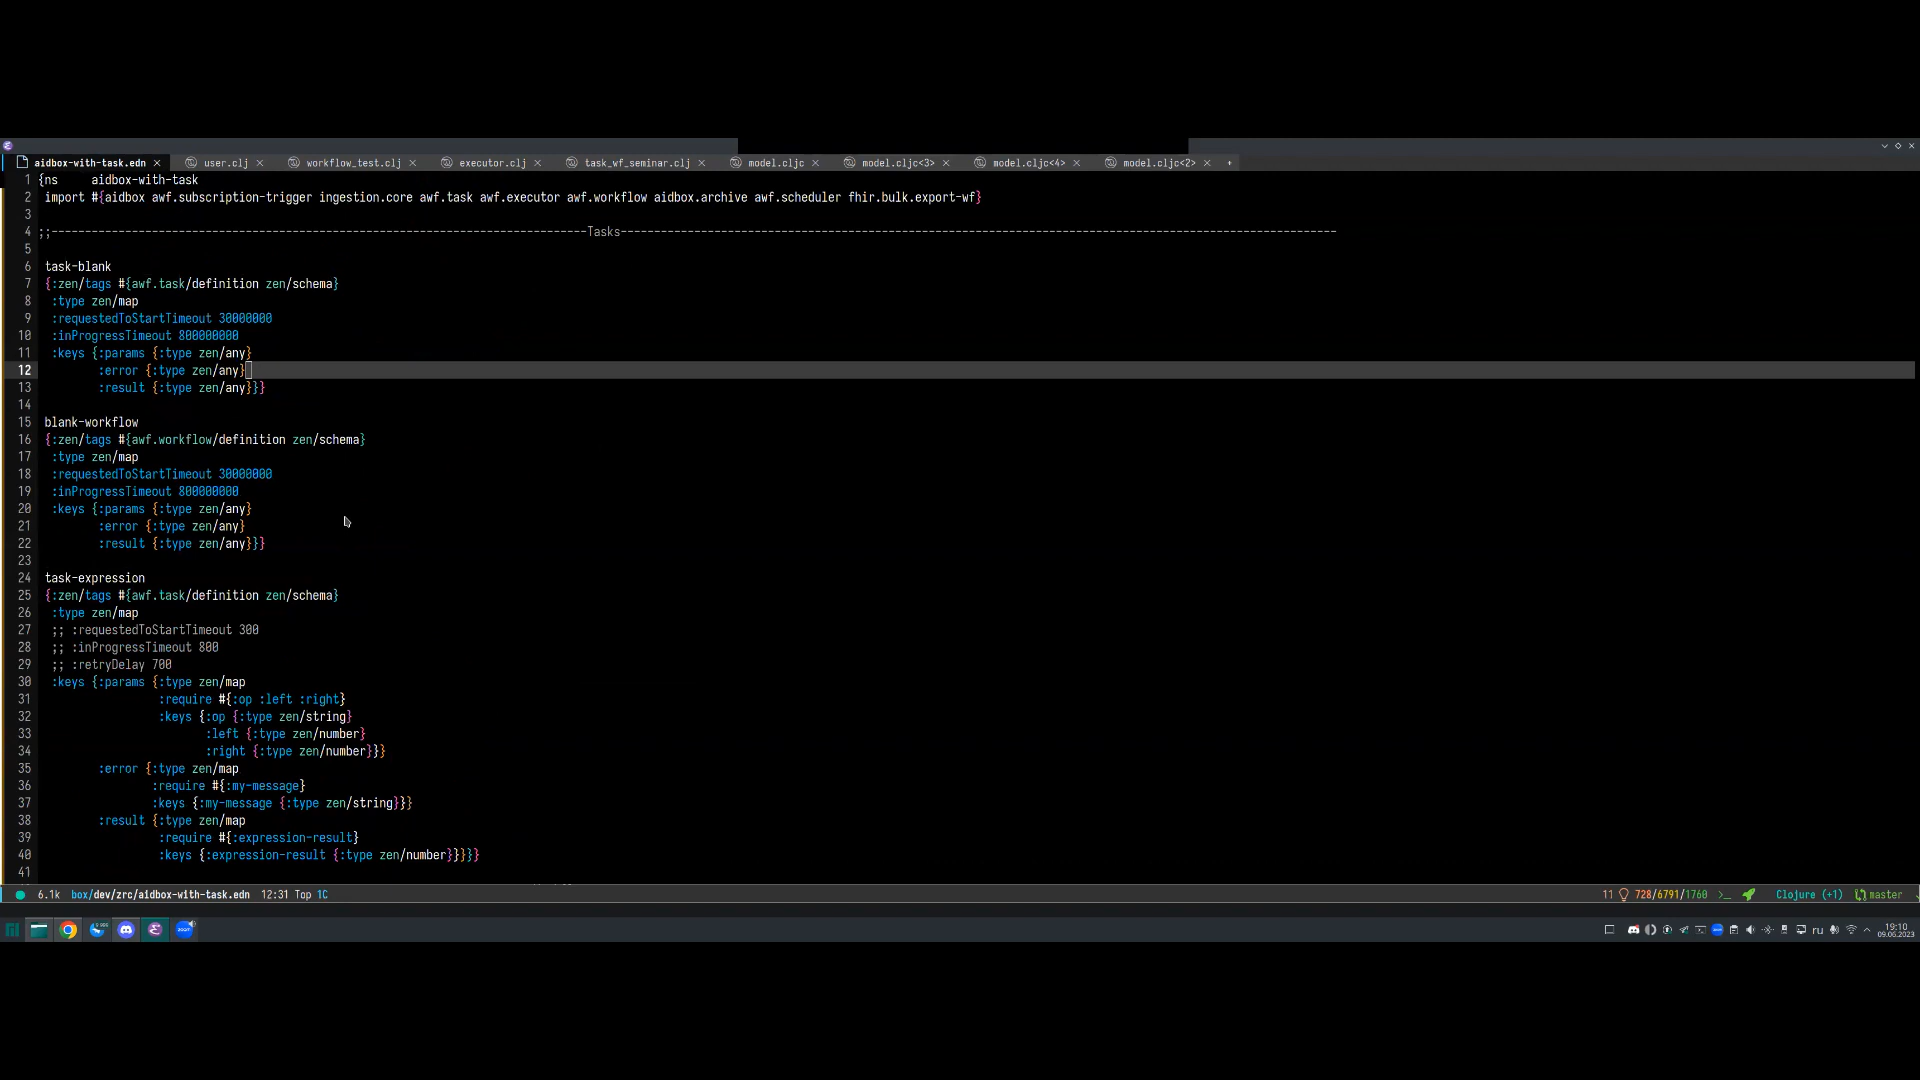 aidbox-with-task.edn × user.clj × workflow_test.clj × executor.clj × task_wf_seminar.clj × model.cljc × model.cljc<3> × model.cljc<4> × model.cljc<2> × +
1 {ns     aidbox-with-task
2  import #{aidbox awf.subscription-trigger ingestion.core awf.task awf.executor awf.workflow aidbox.archive awf.scheduler fhir.bulk.export-wf}
3
4 ;;--------------------------------------------------------------------------------Tasks-----------------------------------------------------------------------------------------------------------
5
6  task-blank
7  {:zen/tags #{awf.task/definition zen/schema}
8   :type zen/map
9   :requestedToStartTimeout 30000000
10   :inProgressTimeout 800000000
11   :keys {:params {:type zen/any}
12          :error {:type zen/any}
13          :result {:type zen/any}}}
14
15  blank-workflow
16  {:zen/tags #{awf.workflow/definition zen/schema}
17   :type zen/map
18   :requestedToStartTimeout 30000000
19   :inProgressTimeout 800000000
20   :keys {:params {:type zen/any}
21          :error {:type zen/any}
22          :result {:type zen/any}}}
23
24  task-expression
25  {:zen/tags #{awf.task/definition zen/schema}
26   :type zen/map
27   ;; :requestedToStartTimeout 300
28   ;; :inProgressTimeout 800
29   ;; :retryDelay 700
30   :keys {:params {:type zen/map
31                   :require #{:op :left :right}
32                   :keys {:op {:type zen/string}
33                          :left {:type zen/number}
34                          :right {:type zen/number}}}
35          :error {:type zen/map
36                  :require #{:my-message}
37                  :keys {:my-message {:type zen/string}}}
38          :result {:type zen/map
39                   :require #{:expression-result}
40                   :keys {:expression-result {:type zen/number}}}}}
41
6.1k box/dev/zrc/aidbox-with-task.edn 12:31 Top 1C 11 728/6791/1760 >_ Clojure (+1) master
zoom ru 19:10
09.06.2023